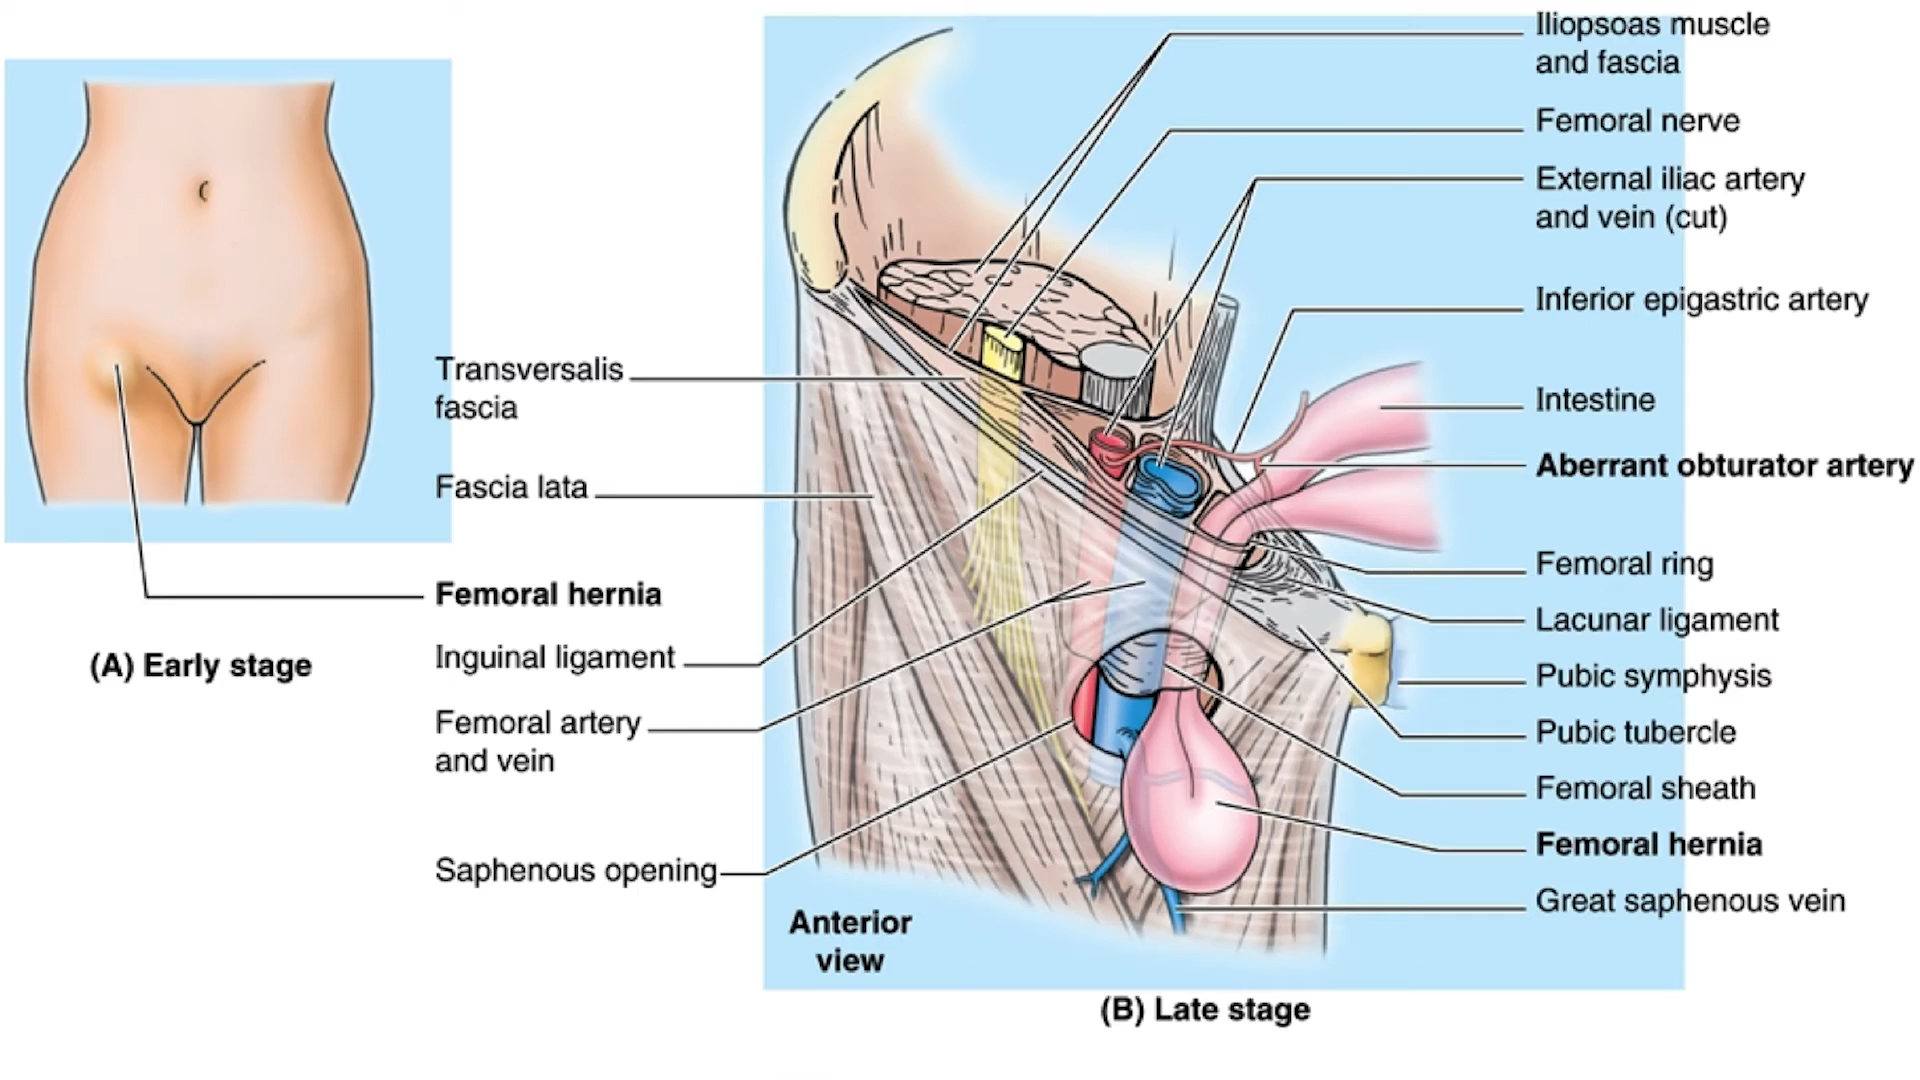 Iliopsoas muscle
and fascia
Femoral nerve
External iliac artery
and vein (cut)
Inferior epigastric artery
Intestine
Aberrant obturator artery
Femoral ring
Lacunar ligament
Pubic symphysis
Pubic tubercle
Femoral sheath
Femoral hernia
Great saphenous vein
Transversalis
fascia
Fascia lata
Femoral hernia
Inguinal ligament
Femoral artery
and vein
Saphenous opening
(A) Early stage
Anterior
view
(B) Late stage